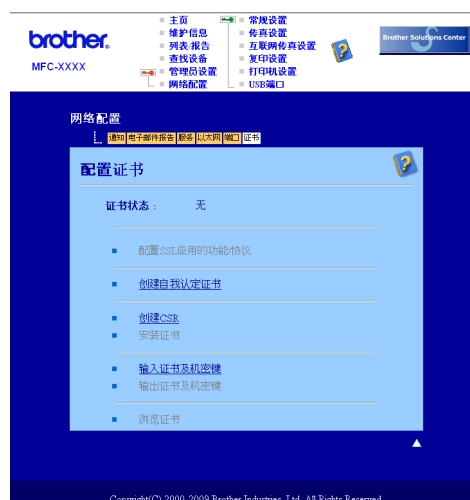 brother.
MFC-XXXX
主页
维护信息
列表/报告
查找设备
管理员设置
网络配置
常规设置
传真设置
互联网传真设置
复印设置
打印机设置
USB端口
Brother Solutions Center
网络配置
通知 电子邮件报告 服务 以太网 端口 证书
配置证书
证书状态： 无
配置SSL应用的功能/协议
创建自我认定证书
创建CSR
安装证书
输入证书及机密键
输出证书及机密键
浏览证书
Copyright(C) 2000-2009 Brother Industries, Ltd. All Rights Reserved.